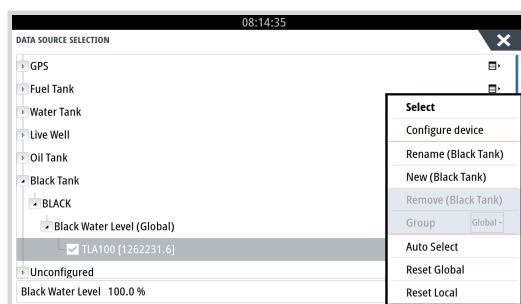 08:14:35
DATA SOURCE SELECTION
GPS
Fuel Tank
Water Tank
Live Well
Oil Tank
Black Tank
BLACK
Black Water Level (Global)
TLA100 [1262231.6]
Unconfigured
Black Water Level 100.0 %
Select
Configure device
Rename (Black Tank)
New (Black Tank)
Remove (Black Tank)
Group Global
Auto Select
Reset Global
Reset Local